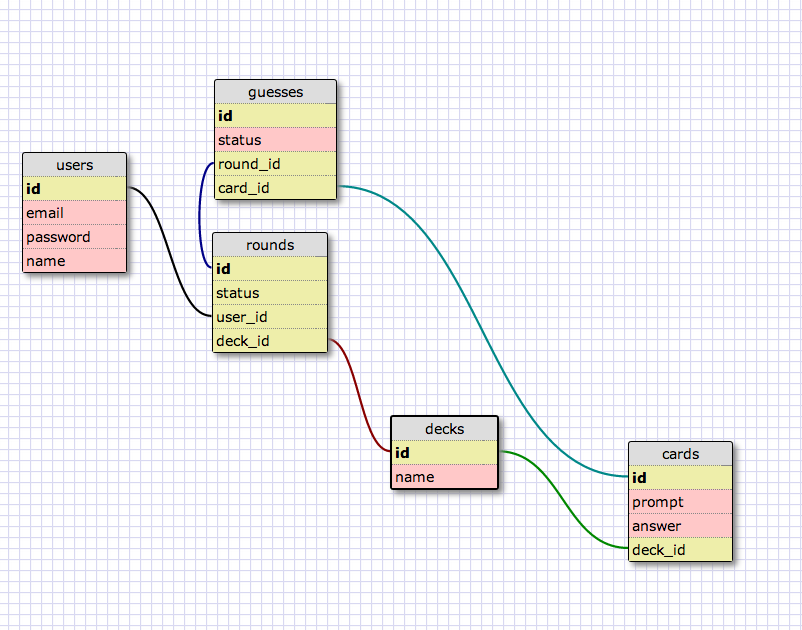 guesses
id
status
round_id
card_id
users
id
email
password
name
rounds
id
status
user_id
deck_id
decks
id
name
cards
id
prompt
answer
deck_id